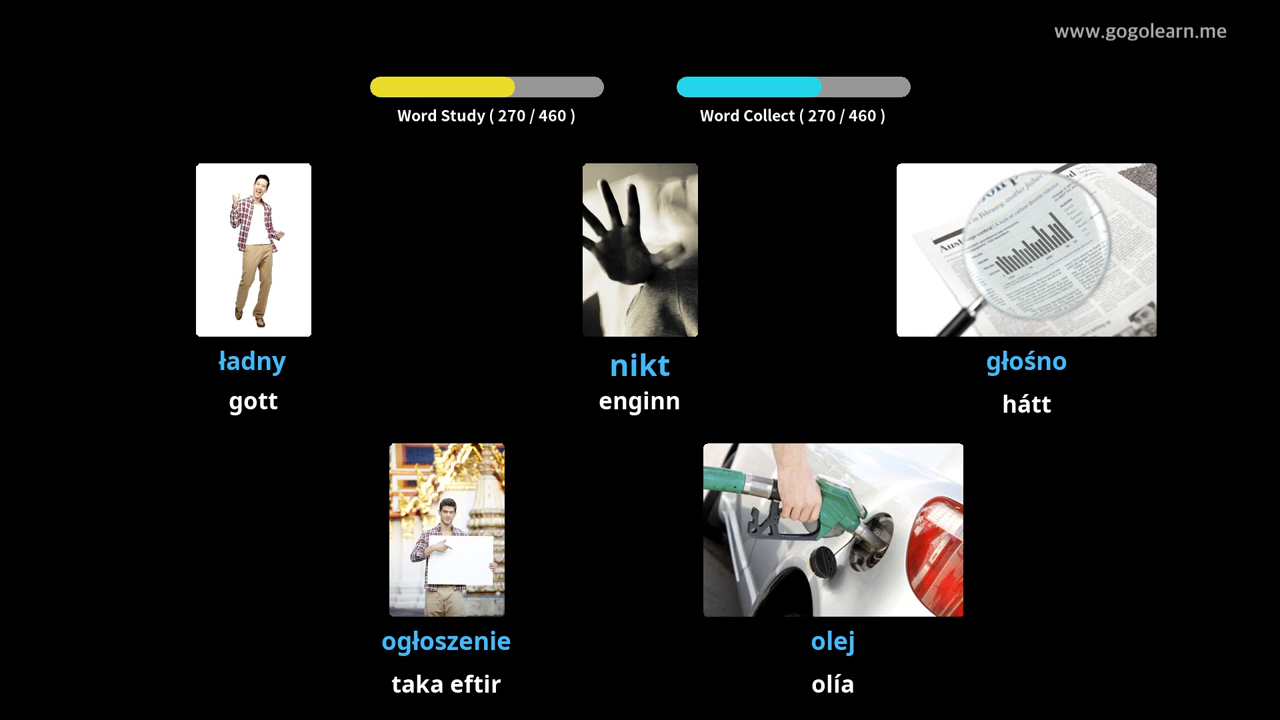 www.gogolearn.me
Word Study ( 270 / 460 )
Word Collect ( 270 / 460 )
ładny
gott
nikt
enginn
głośno
hátt
ogłoszenie
taka eftir
olej
olía